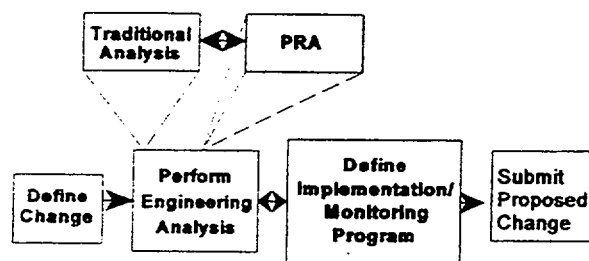 Traditional
Analysis
PRA
Define
Change
Perform
Engineering
Analysis
Define
Implementation/
Monitoring
Program
Submit
Proposed
Change